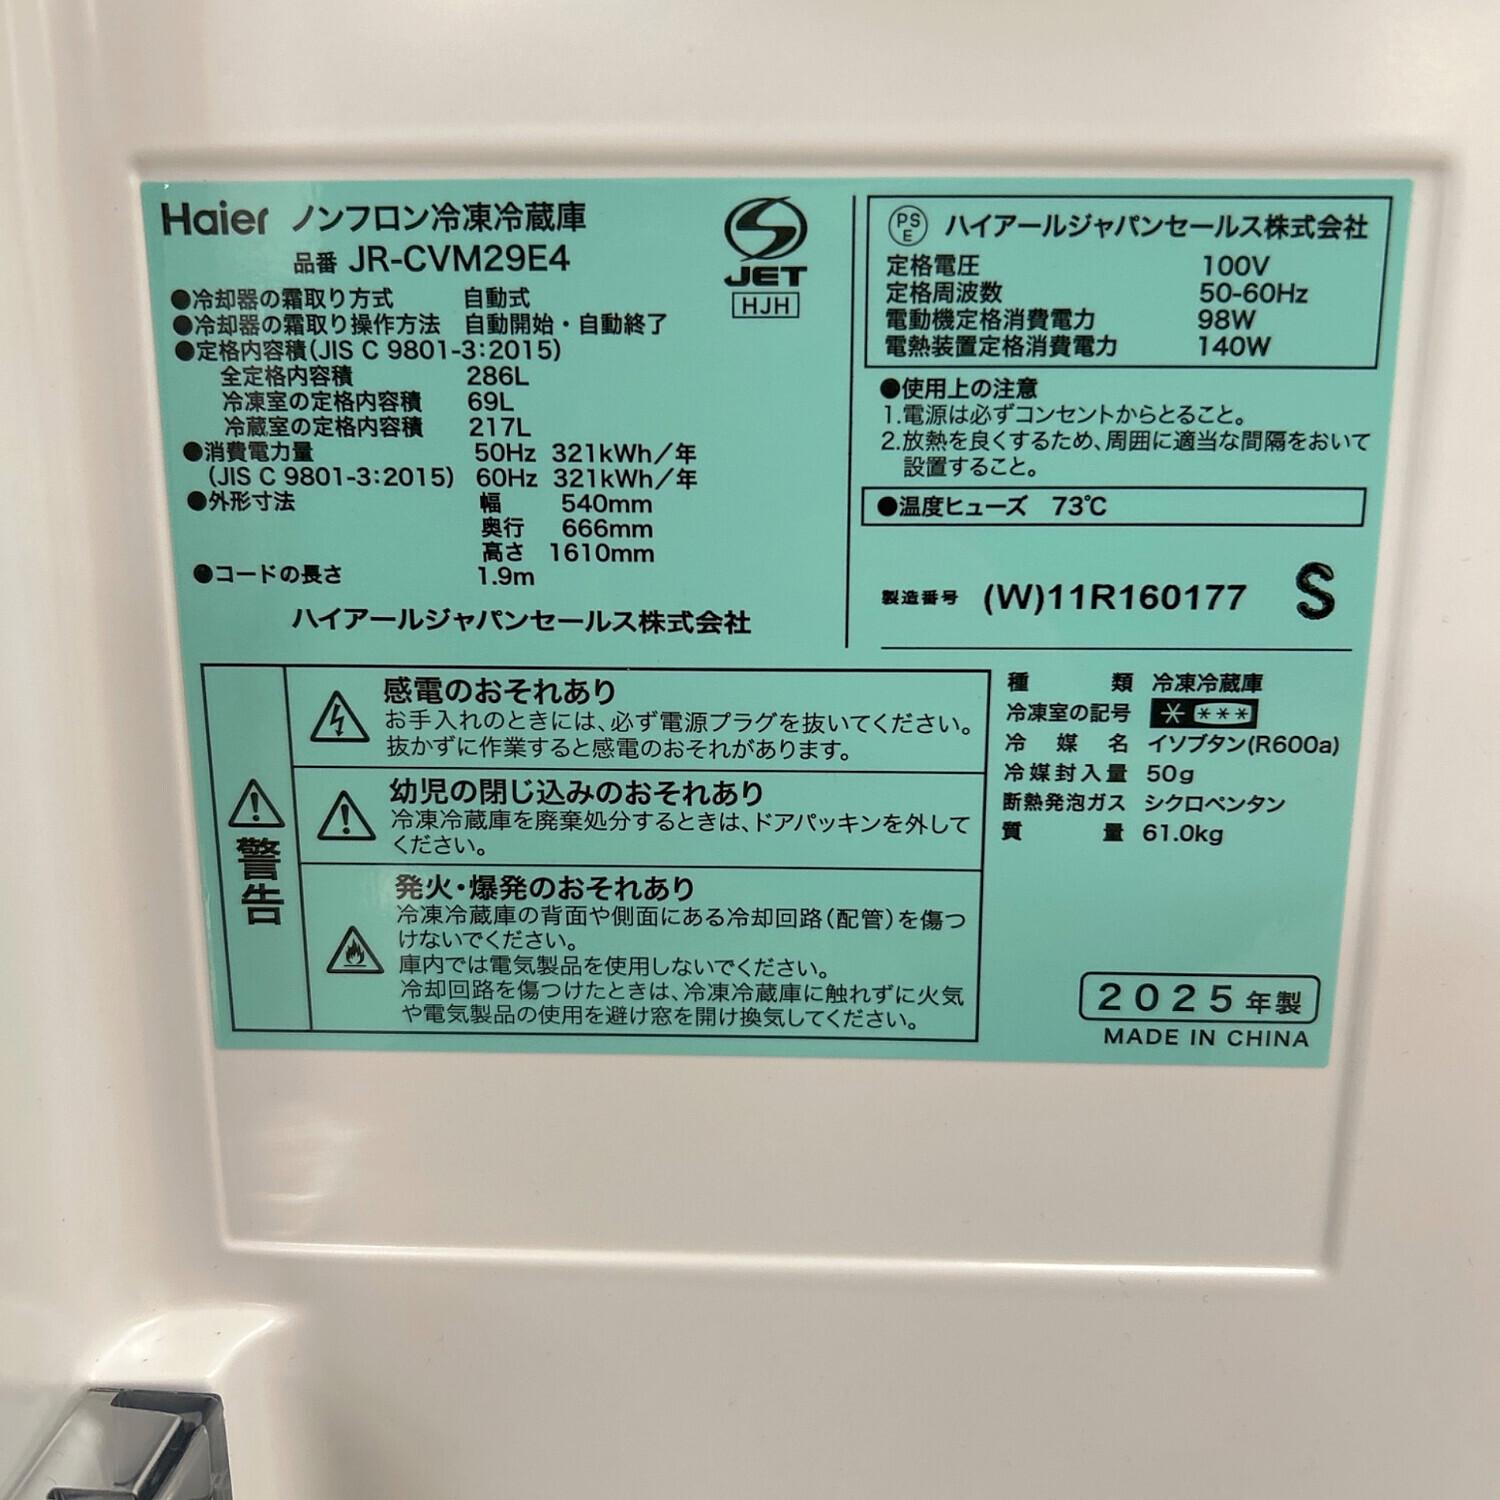 Haier ノンフロン冷凍冷蔵庫
品番 JR-CVM29E4
●冷却器の霜取り方式 自動式
●冷却器の霜取り操作方法 自動開始・自動終了
●定格内容積(JIS C 9801-3:2015)
全定格内容積 286L
冷凍室の定格内容積 69L
冷蔵室の定格内容積 217L
●消費電力量 50Hz 321kWh/年
(JIS C 9801-3:2015) 60Hz 321kWh/年
●外形寸法 幅 540mm
奥行 666mm
高さ 1610mm
●コードの長さ 1.9m
ハイアールジャパンセールス株式会社
JET
HJH
PSE ハイアールジャパンセールス株式会社
定格電圧 100V
定格周波数 50-60Hz
電動機定格消費電力 98W
電熱装置定格消費電力 140W
●使用上の注意
1.電源は必ずコンセントからとること。
2.放熱を良くするため、周囲に適当な間隔をおいて
設置すること。
●温度ヒューズ 73℃
製造番号 (W)11R160177 S
警告
感電のおそれあり
お手入れのときには、必ず電源プラグを抜いてください。
抜かずに作業すると感電のおそれがあります。
幼児の閉じ込みのおそれあり
冷凍冷蔵庫を廃棄処分するときは、ドアパッキンを外して
ください。
発火・爆発のおそれあり
冷凍冷蔵庫の背面や側面にある冷却回路(配管)を傷つ
けないでください。
庫内では電気製品を使用しないでください。
冷却回路を傷つけたときは、冷凍冷蔵庫に触れずに火気
や電気製品の使用を避け窓を開け換気してください。
種類 冷凍冷蔵庫
冷凍室の記号 * ***
冷媒名 イソブタン(R600a)
冷媒封入量 50g
断熱発泡ガス シクロペンタン
質量 61.0kg
2025年製
MADE IN CHINA